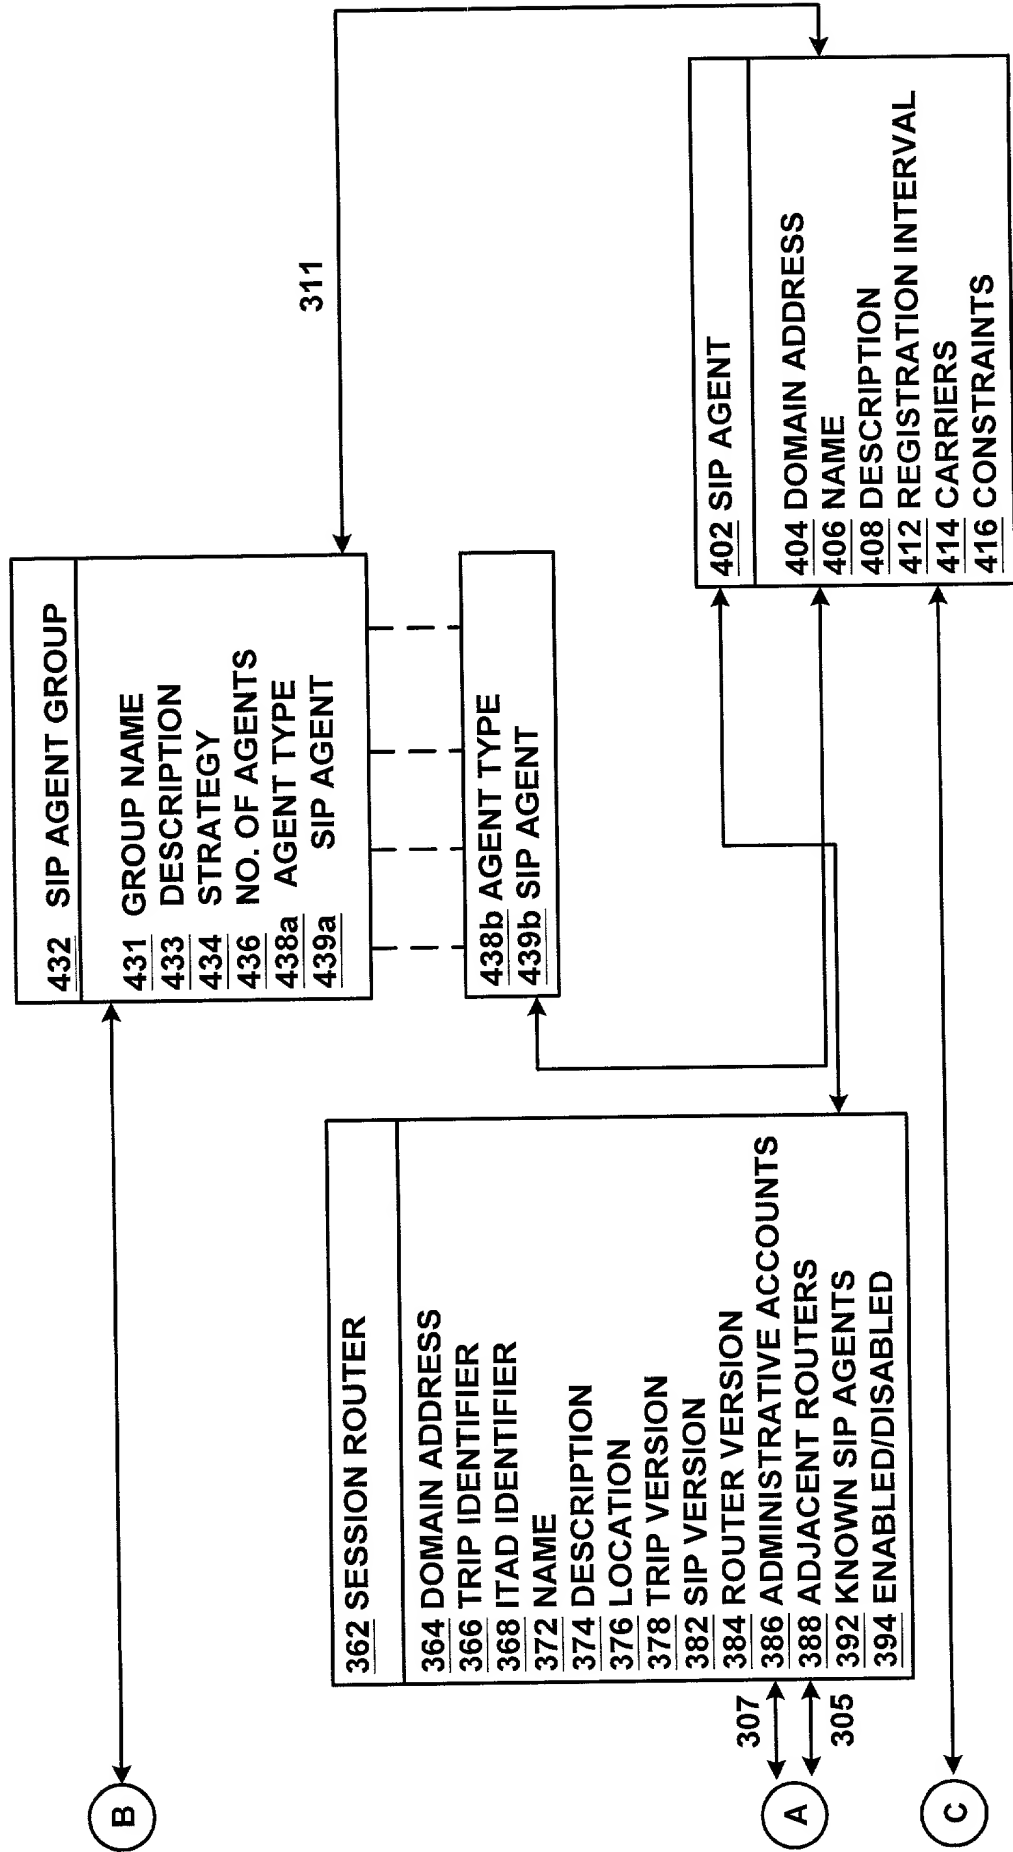 B
432 SIP AGENT GROUP
431 GROUP NAME
433 DESCRIPTION
434 STRATEGY
436 NO. OF AGENTS
438a AGENT TYPE
439a SIP AGENT
311
438b AGENT TYPE
439b SIP AGENT
362 SESSION ROUTER
364 DOMAIN ADDRESS
366 TRIP IDENTIFIER
368 ITAD IDENTIFIER
372 NAME
374 DESCRIPTION
376 LOCATION
378 TRIP VERSION
382 SIP VERSION
384 ROUTER VERSION
386 ADMINISTRATIVE ACCOUNTS
388 ADJACENT ROUTERS
392 KNOWN SIP AGENTS
394 ENABLED/DISABLED
307
A
305
402 SIP AGENT
404 DOMAIN ADDRESS
406 NAME
408 DESCRIPTION
412 REGISTRATION INTERVAL
414 CARRIERS
416 CONSTRAINTS
C